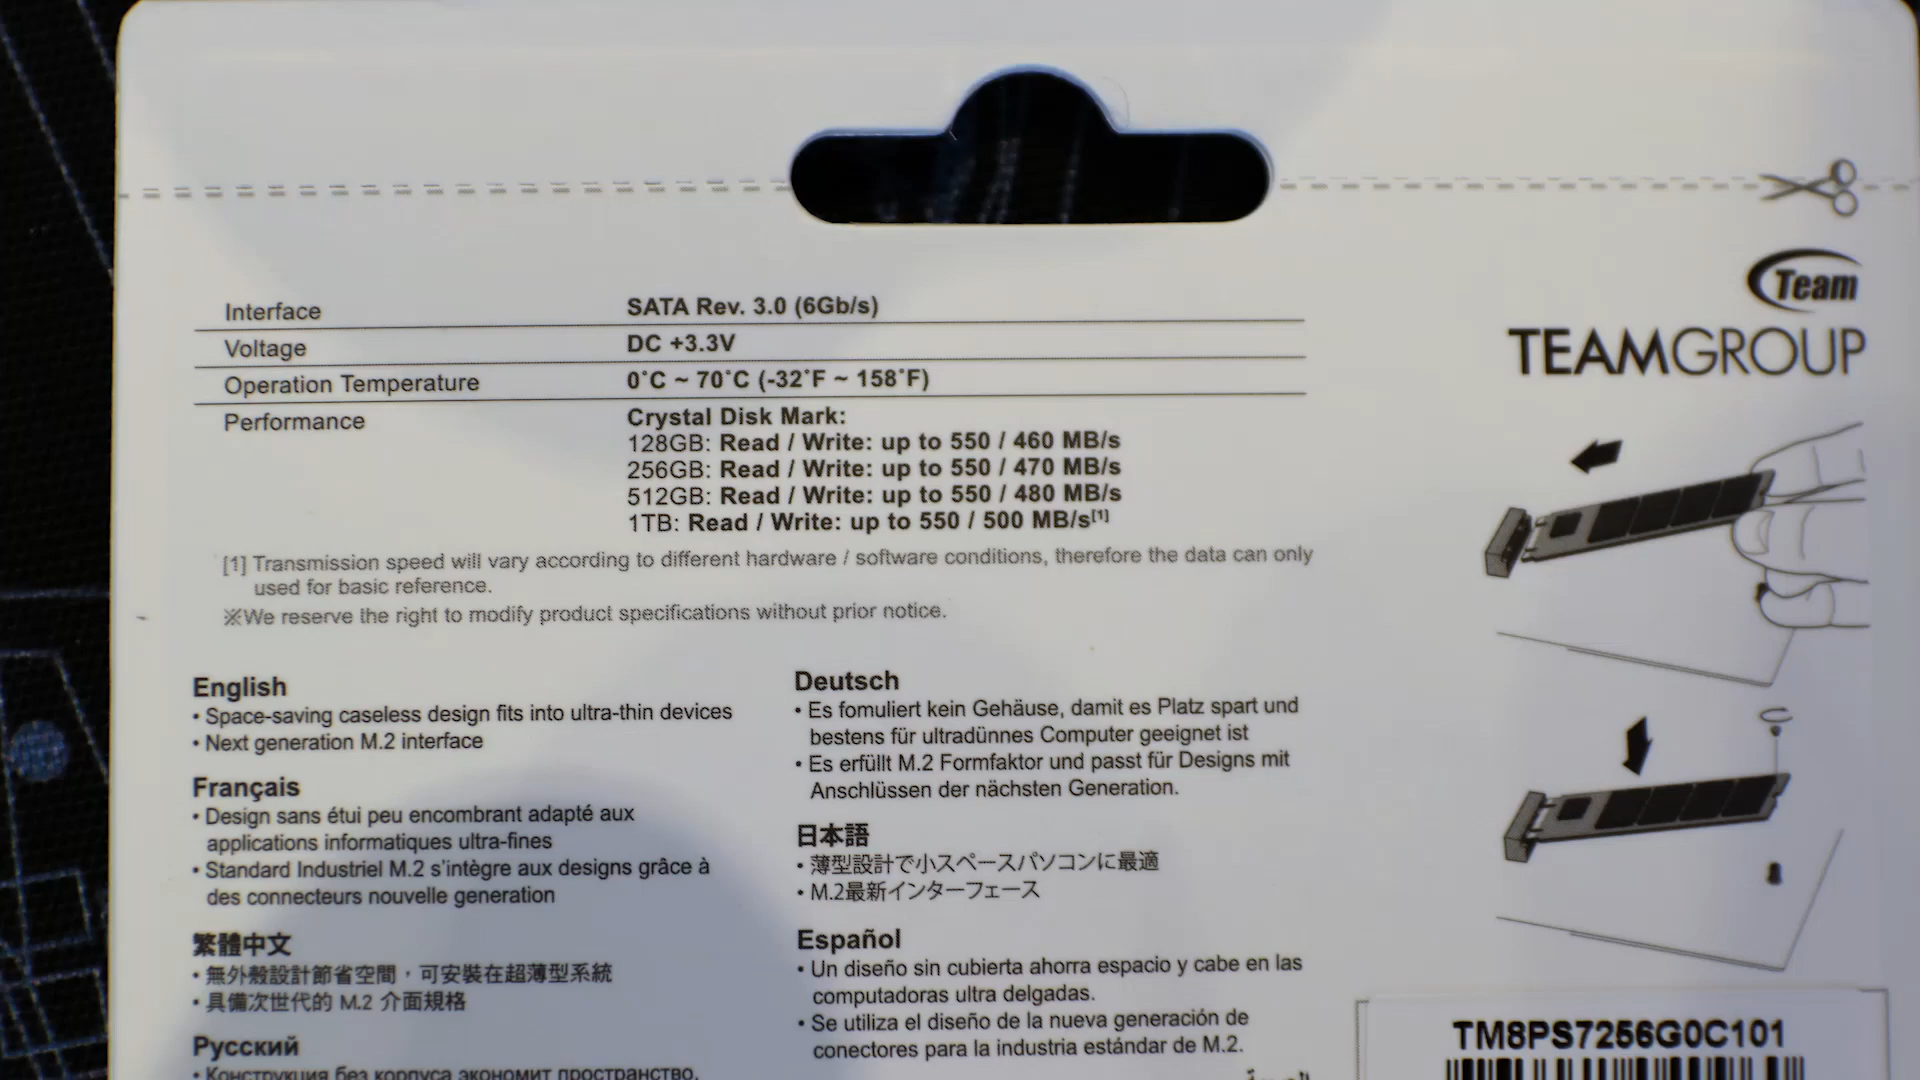 Interface SATA Rev. 3.0 (6Gb/s)
Voltage DC +3.3V
Operation Temperature 0˚C ~ 70˚C (-32˚F ~ 158˚F)
Performance Crystal Disk Mark:
128GB: Read / Write: up to 550 / 460 MB/s
256GB: Read / Write: up to 550 / 470 MB/s
512GB: Read / Write: up to 550 / 480 MB/s
1TB: Read / Write: up to 550 / 500 MB/s[1]
[1] Transmission speed will vary according to different hardware / software conditions, therefore the data can only
used for basic reference.
※We reserve the right to modify product specifications without prior notice.
English
• Space-saving caseless design fits into ultra-thin devices
• Next generation M.2 interface
Français
• Design sans étui peu encombrant adapté aux
applications informatiques ultra-fines
• Standard Industriel M.2 s'intègre aux designs grâce à
des connecteurs nouvelle generation
繁體中文
• 無外殼設計節省空間，可安裝在超薄型系統
• 具備次世代的 M.2 介面規格
Русский
• Конструкция без корпуса экономит пространство,
Deutsch
• Es fomuliert kein Gehäuse, damit es Platz spart und
bestens für ultradünnes Computer geeignet ist
• Es erfüllt M.2 Formfaktor und passt für Designs mit
Anschlüssen der nächsten Generation.
日本語
• 薄型設計で小スペースパソコンに最適
• M.2最新インターフェース
Español
• Un diseño sin cubierta ahorra espacio y cabe en las
computadoras ultra delgadas.
• Se utiliza el diseño de la nueva generación de
conectores para la industria estándar de M.2.
Team
TEAMGROUP
TM8PS7256G0C101